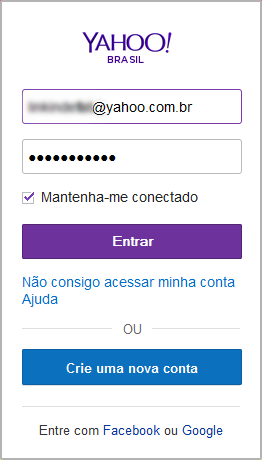 YAHOO!
BRASIL
@yahoo.com.br
•••••••••••
Mantenha-me conectado
Entrar
Não consigo acessar minha conta
Ajuda
OU
Crie uma nova conta
Entre com Facebook ou Google